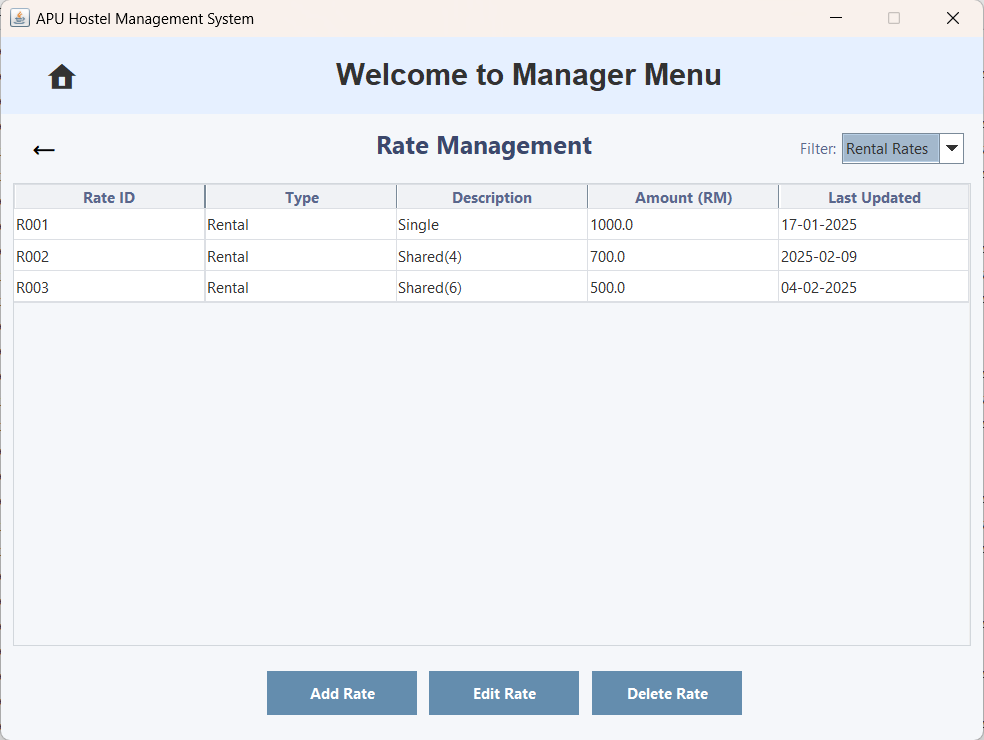 APU Hostel Management System
Welcome to Manager Menu
Rate Management
Filter: Rental Rates
Rate ID Type Description Amount (RM) Last Updated
R001 Rental Single 1000.0 17-01-2025
R002 Rental Shared(4) 700.0 2025-02-09
R003 Rental Shared(6) 500.0 04-02-2025
Add Rate Edit Rate Delete Rate